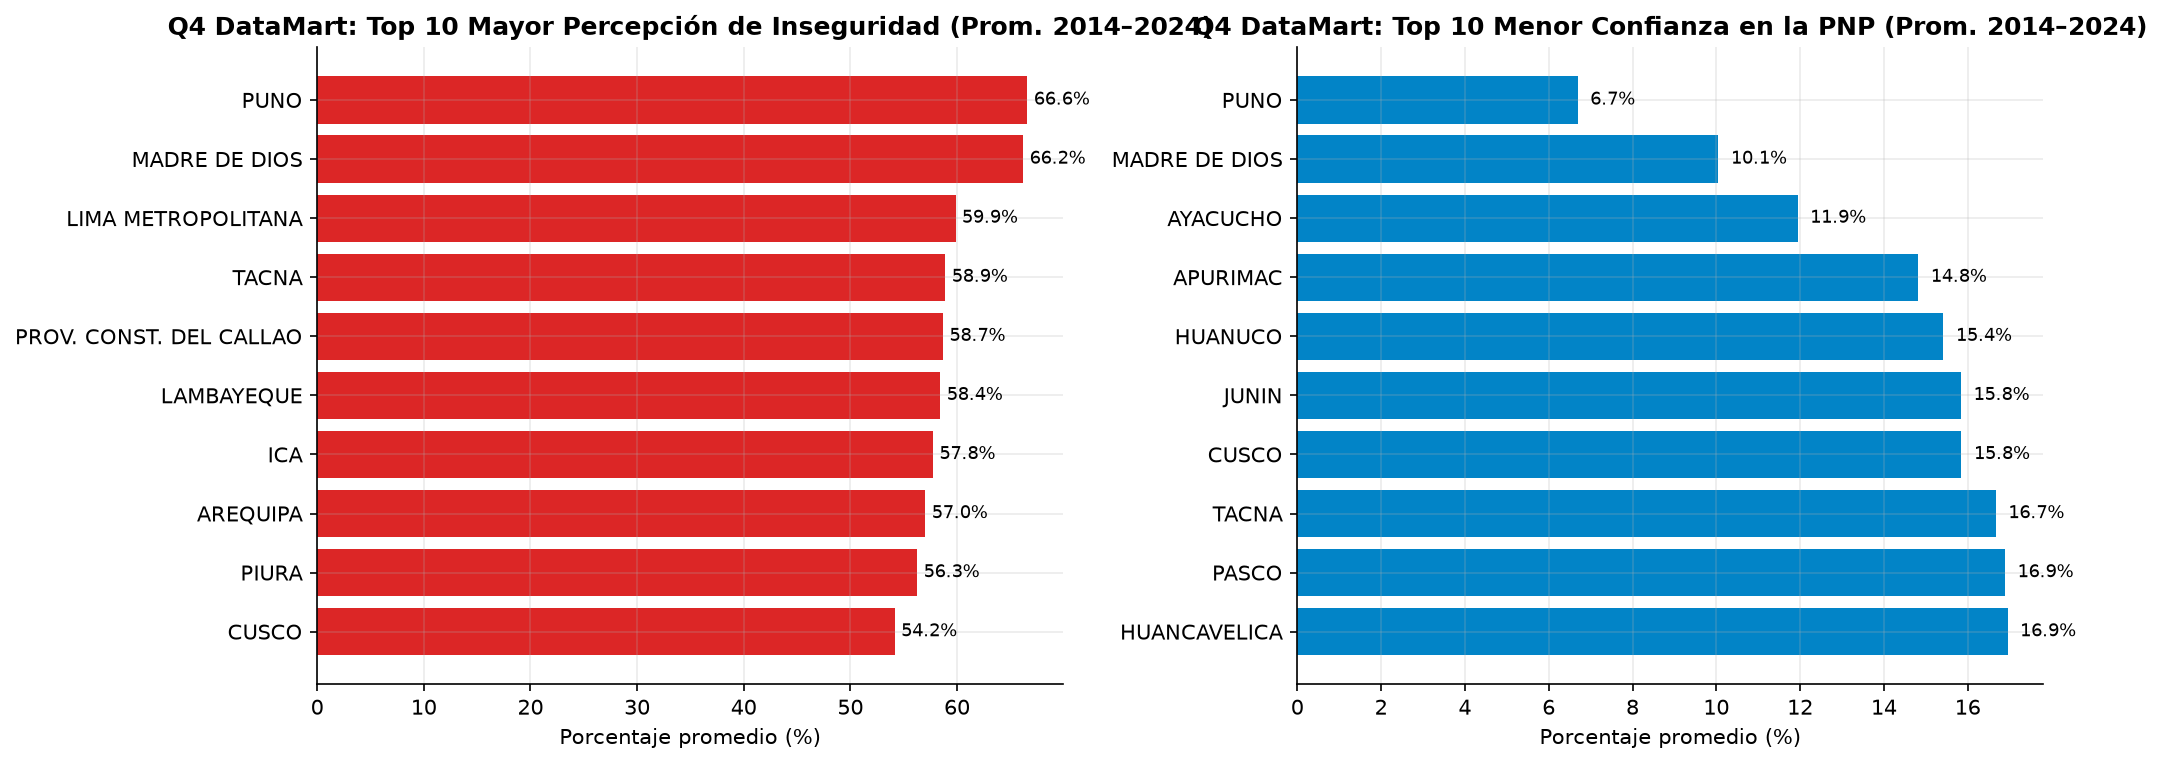 Q4 DataMart: Top 10 Mayor Percepción de Inseguridad (Prom. 2014–2024)
PUNO 66.6%
MADRE DE DIOS 66.2%
LIMA METROPOLITANA 59.9%
TACNA 58.9%
PROV. CONST. DEL CALLAO 58.7%
LAMBAYEQUE 58.4%
ICA 57.8%
AREQUIPA 57.0%
PIURA 56.3%
CUSCO 54.2%
0 10 20 30 40 50 60
Porcentaje promedio (%)
Q4 DataMart: Top 10 Menor Confianza en la PNP (Prom. 2014–2024)
PUNO 6.7%
MADRE DE DIOS 10.1%
AYACUCHO 11.9%
APURIMAC 14.8%
HUANUCO 15.4%
JUNIN 15.8%
CUSCO 15.8%
TACNA 16.7%
PASCO 16.9%
HUANCAVELICA 16.9%
0 2 4 6 8 10 12 14 16
Porcentaje promedio (%)